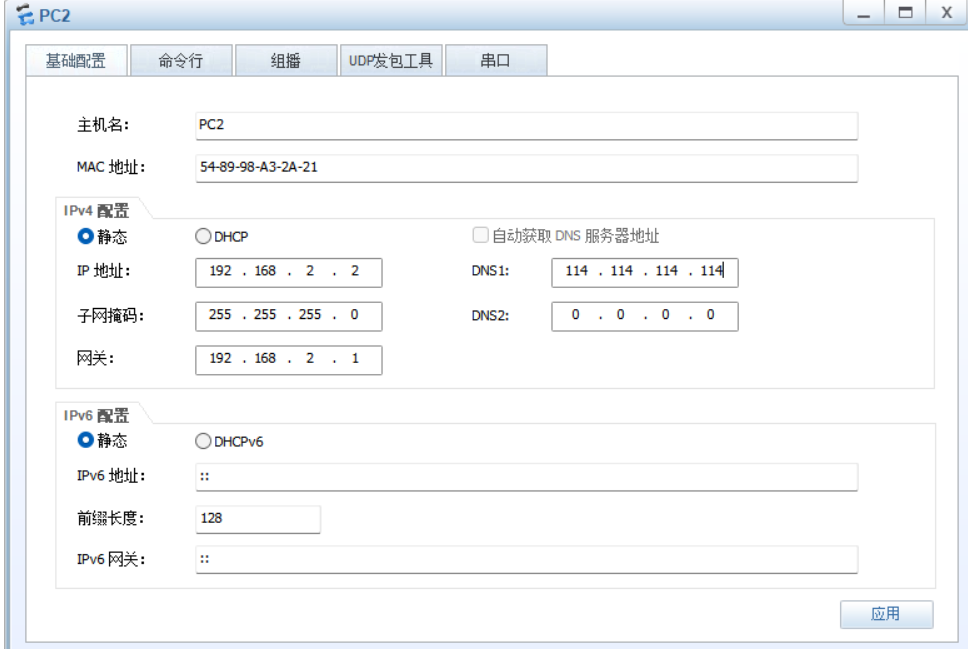 PC2
基础配置 命令行 组播 UDP发包工具 串口
主机名: PC2
MAC 地址: 54-89-98-A3-2A-21
IPv4 配置
静态 DHCP 自动获取 DNS 服务器地址
IP 地址: 192 . 168 . 2 . 2 DNS1: 114 . 114 . 114 . 114
子网掩码: 255 . 255 . 255 . 0 DNS2: 0 . 0 . 0 . 0
网关: 192 . 168 . 2 . 1
IPv6 配置
静态 DHCPv6
IPv6 地址: ::
前缀长度: 128
IPv6 网关: ::
应用